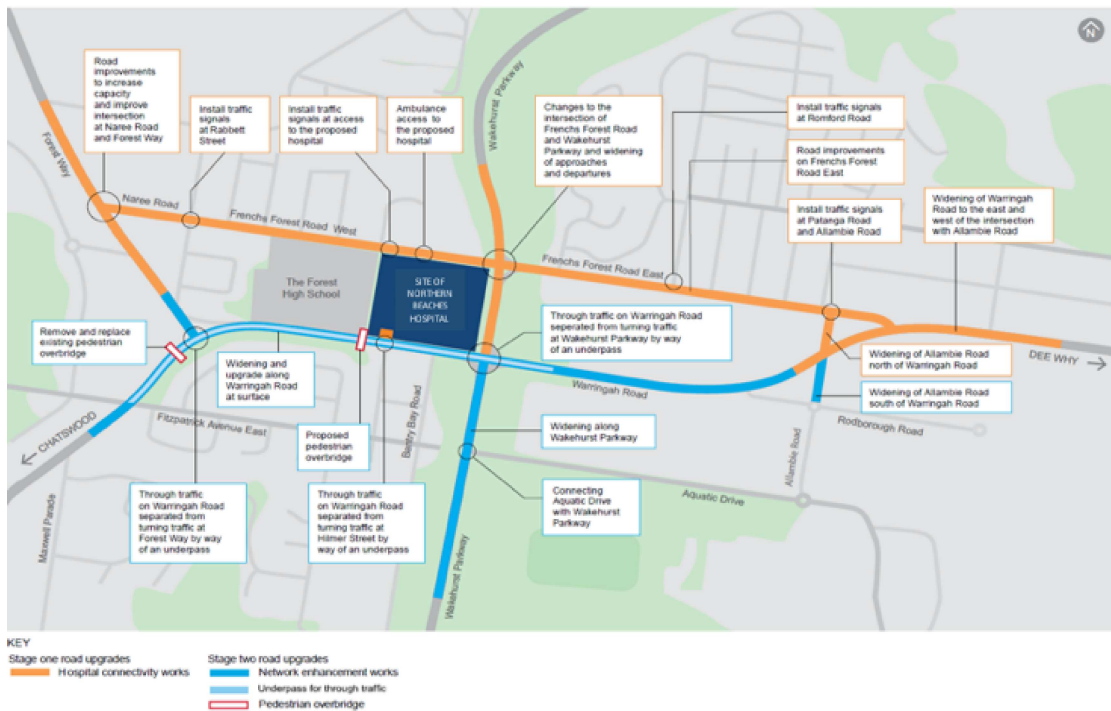 N
Road
improvements
to increase
capacity
and improve
intersection
at Naree Road
and Forest Way
Install traffic
signals
at Rabbett
Street
Install traffic
signals at access
to the proposed
hospital
Ambulance
access to
the proposed
hospital
Wakehurst Parkway
Changes to the
intersection of
Frenchs Forest Road
and Wakehurst
Parkway and widening
of approaches
and departures
Install traffic
signals at
at Romford Road
Road improvements
on Frenchs Forest
Road East
Install traffic signals
at Patanga Road
and Allambie Road
Widening of Warringah
Road to the east and
west of the intersection
with Allambie Road
Forest Way
Naree Road
Frenchs Forest Road West
Frenchs Forest Road East
The Forest
High School
SITE OF
NORTHERN
BEACHES
HOSPITAL
Remove and replace
existing pedestrian
overbridge
Widening and
upgrade along
Warringah Road
at surface
Through traffic on Warringah Road
seperated from turning traffic
at Wakehurst Parkway by way
of an underpass
Warringah Road
DEE WHY
Widening of Allambie Road
north of Warringah Road
Widening of Allambie Road
south of Warringah Road
CHATSWOOD
Fitzpatrick Avenue East
Proposed
pedestrian
overbridge
Bentry Bay Road
Widening along
Wakehurst Parkway
Rodborough Road
Allambie Road
Maxwell Parade
Through traffic
on Warringah Road
separated from
turning traffic at
Forest Way by way
of an underpass
Through traffic
on Warringah Road
separated from
turning traffic at
Hilmer Street by
way of an underpass
Connecting
Aquatic Drive
with Wakehurst
Parkway
Aquatic Drive
Wakehurst Parkway
KEY
Stage one road upgrades
Hospital connectivity works
Stage two road upgrades
Network enhancement works
Underpass for through traffic
Pedestrian overbridge